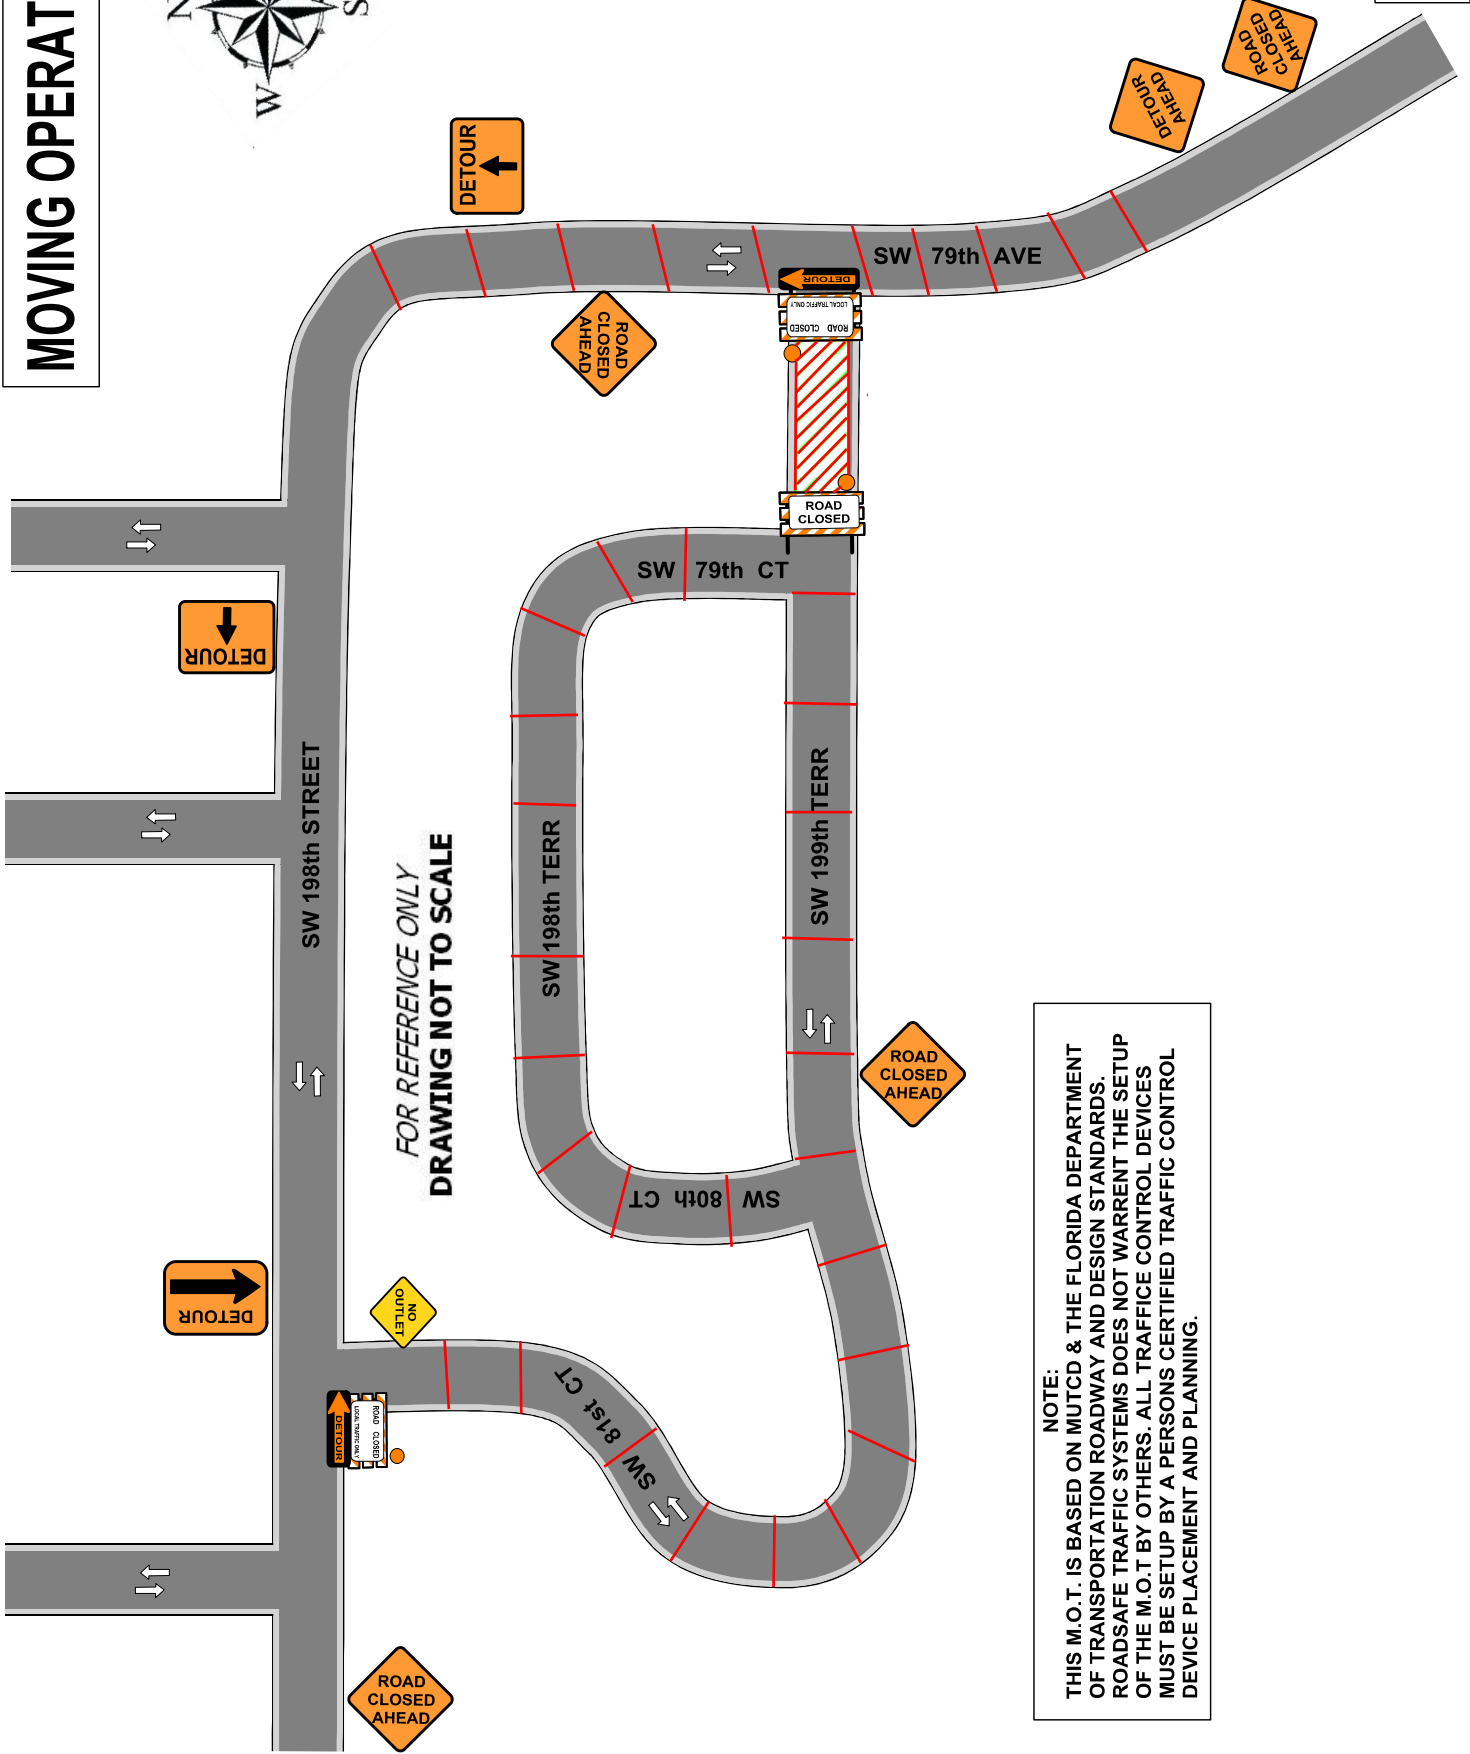 MOVING OPERAT
N
S
W
ROAD
CLOSED
AHEAD
DETOUR
AHEAD
DETOUR
SW 79th AVE
DETOUR
ROAD CLOSED
LOCAL TRAFFIC ONLY
ROAD
CLOSED
AHEAD
ROAD
CLOSED
SW 79th CT
DETOUR
SW 198th STREET
FOR REFERENCE ONLY
DRAWING NOT TO SCALE
SW 198th TERR
SW 199th TERR
ROAD
CLOSED
AHEAD
SW 80th CT
DETOUR
NO
OUTLET
SW 81st CT
DETOUR
ROAD CLOSED
LOCAL TRAFFIC ONLY
ROAD
CLOSED
AHEAD
NOTE:
THIS M.O.T. IS BASED ON MUTCD & THE FLORIDA DEPARTMENT
OF TRANSPORTATION ROADWAY AND DESIGN STANDARDS.
ROADSAFE TRAFFIC SYSTEMS DOES NOT WARRENT THE SETUP
OF THE M.O.T BY OTHERS. ALL TRAFFICE CONTROL DEVICES
MUST BE SETUP BY A PERSONS CERTIFIED TRAFFIC CONTROL
DEVICE PLACEMENT AND PLANNING.